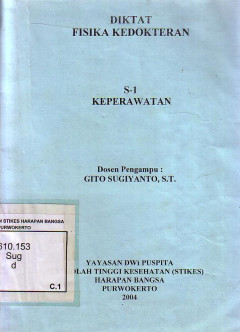 DIKTAT
FISIKA KEDOKTERAN
S-1
KEPERAWATAN
Dosen Pengampu :
GITO SUGIYANTO, S.T.
STIKES HARAPAN BANGSA
PURWOKERTO
610.153
Sug
d
C.1
YAYASAN DWI PUSPITA
OLAH TINGGI KESEHATAN (STIKES)
HARAPAN BANGSA
PURWOKERTO
2004